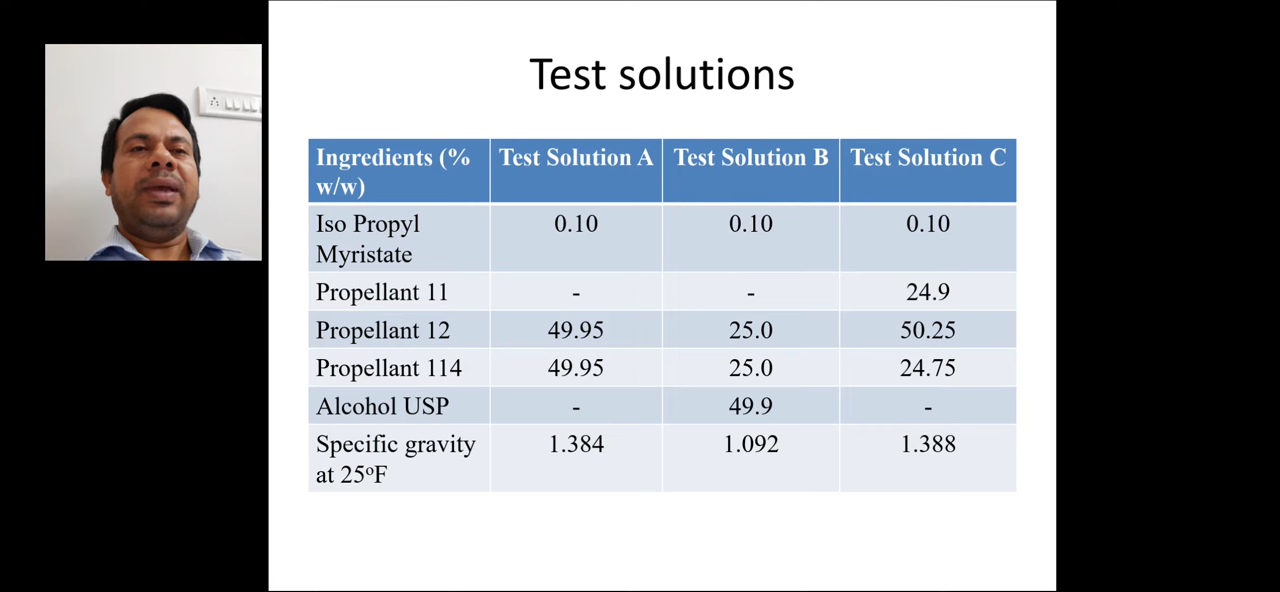 Test solutions
Ingredients (% w/w) Test Solution A Test Solution B Test Solution C
Iso Propyl Myristate 0.10 0.10 0.10
Propellant 11 - - 24.9
Propellant 12 49.95 25.0 50.25
Propellant 114 49.95 25.0 24.75
Alcohol USP - 49.9 -
Specific gravity at 25ºF 1.384 1.092 1.388